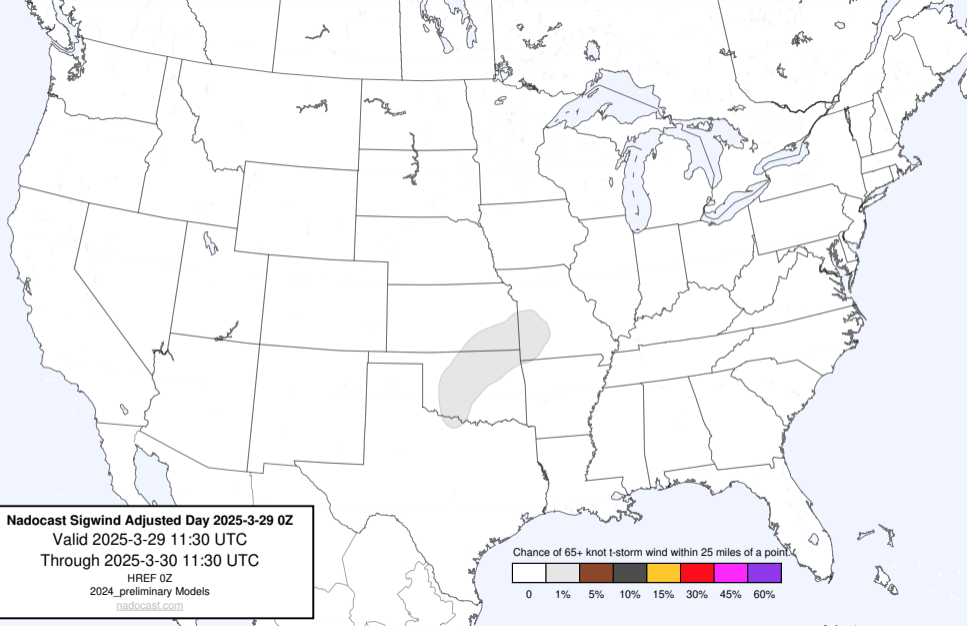 Nadocast Sigwind Adjusted Day 2025-3-29 0Z
Valid 2025-3-29 11:30 UTC
Through 2025-3-30 11:30 UTC
HREF 0Z
2024_preliminary Models
nadocast.com
Chance of 65+ knot t-storm wind within 25 miles of a point.
0 1% 5% 10% 15% 30% 45% 60%